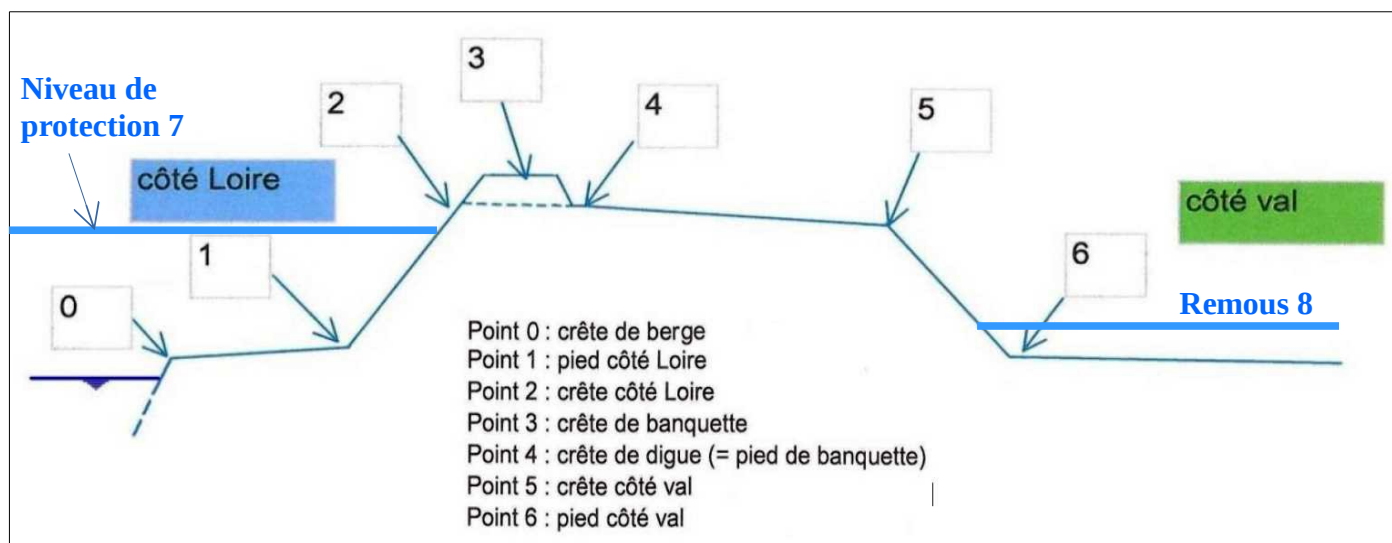 3
Niveau de
protection 7
2
4
5
côté Loire
côté val
1
6
0
Remous 8
Point 0 : crête de berge
Point 1 : pied côté Loire
Point 2 : crête côté Loire
Point 3 : crête de banquette
Point 4 : crête de digue (= pied de banquette)
Point 5 : crête côté val
Point 6 : pied côté val